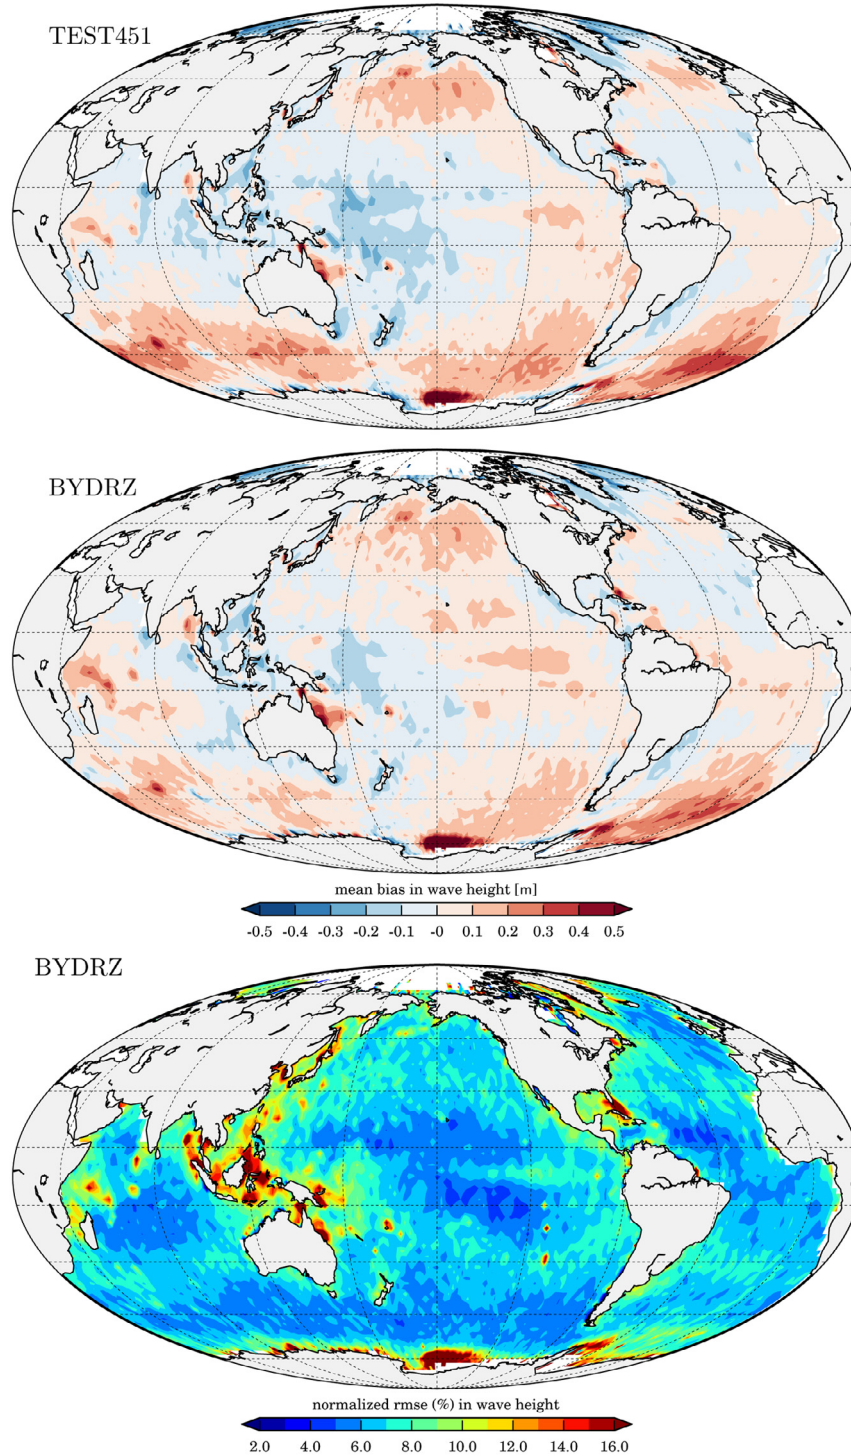 TEST451
BYDRZ
mean bias in wave height [m]
-0.5 -0.4 -0.3 -0.2 -0.1 -0 0.1 0.2 0.3 0.4 0.5
BYDRZ
normalized rmse (%) in wave height
2.0 4.0 6.0 8.0 10.0 12.0 14.0 16.0